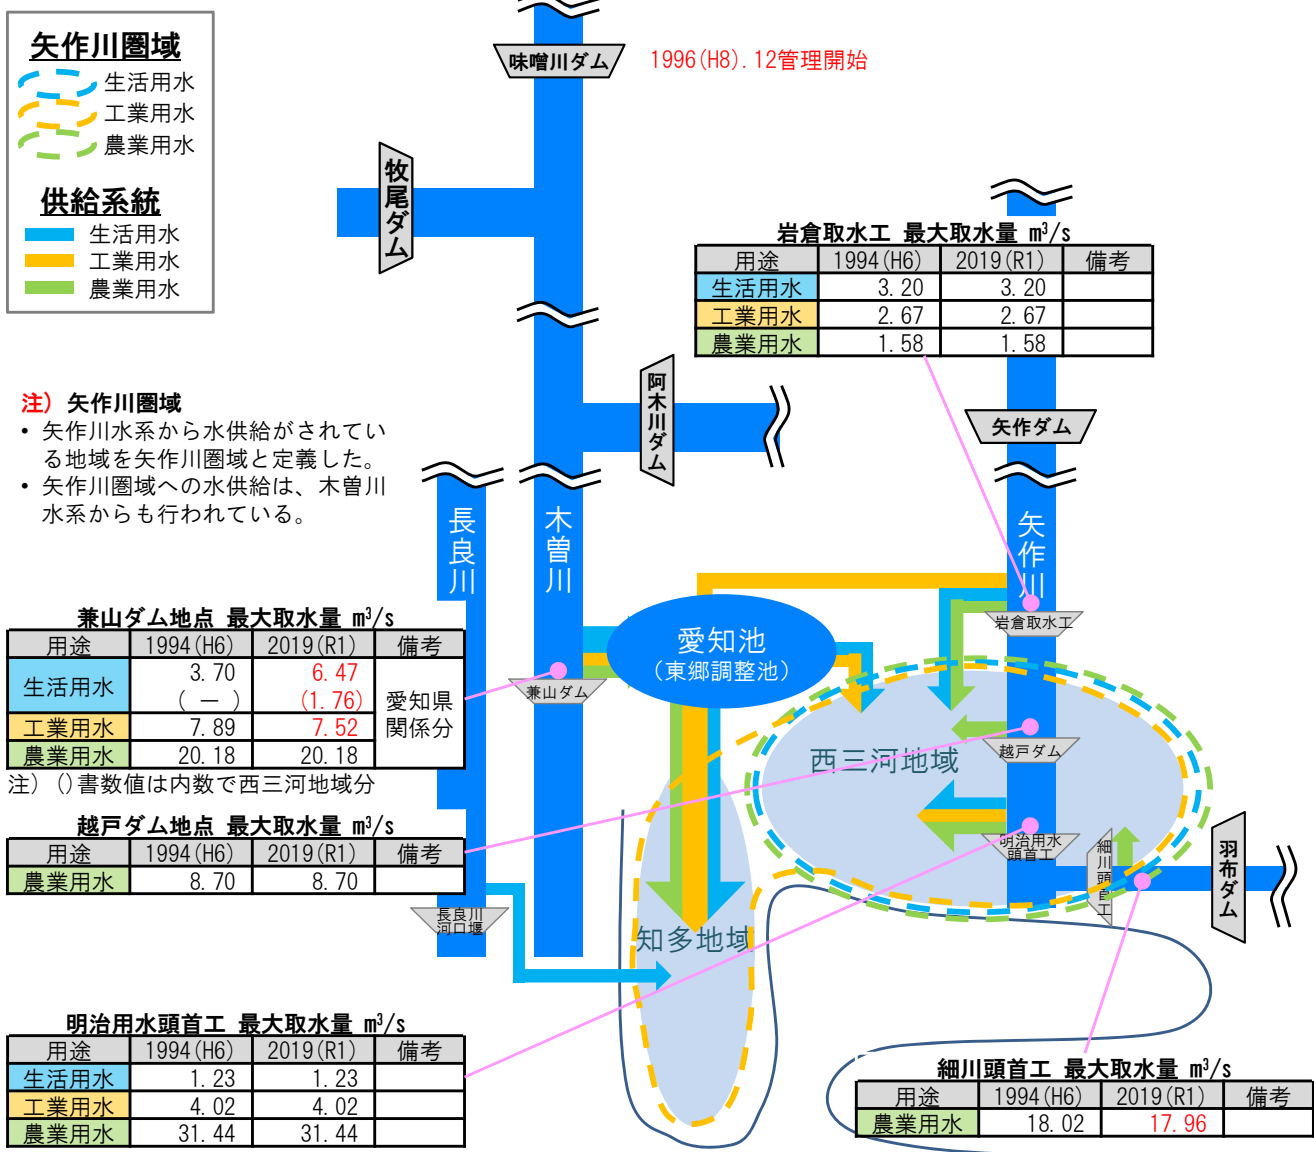 矢作川圏域
生活用水
工業用水
農業用水
供給系統
生活用水
工業用水
農業用水
味噌川ダム
1996(H8).12管理開始
牧尾ダム
岩倉取水工 最大取水量 m³/s
用途 1994(H6) 2019(R1) 備考
生活用水 3.20 3.20
工業用水 2.67 2.67
農業用水 1.58 1.58
阿木川ダム
矢作ダム
注）矢作川圏域
• 矢作川水系から水供給がされてい
る地域を矢作川圏域と定義した。
• 矢作川圏域への水供給は、木曽川
水系からも行われている。
長良川
木曽川
矢作川
兼山ダム地点 最大取水量 m³/s
用途 1994(H6) 2019(R1) 備考
生活用水 3.70 6.47
(－) (1.76)
工業用水 7.89 7.52
農業用水 20.18 20.18
愛知県
関係分
注）()書数値は内数で西三河地域分
愛知池
（東郷調整池）
兼山ダム
岩倉取水工
越戸ダム
西三河地域
越戸ダム地点 最大取水量 m³/s
用途 1994(H6) 2019(R1) 備考
農業用水 8.70 8.70
明治用水
頭首工
細川頭首工
羽布ダム
長良川
河口堰
知多地域
明治用水頭首工 最大取水量 m³/s
用途 1994(H6) 2019(R1) 備考
生活用水 1.23 1.23
工業用水 4.02 4.02
農業用水 31.44 31.44
細川頭首工 最大取水量 m³/s
用途 1994(H6) 2019(R1) 備考
農業用水 18.02 17.96